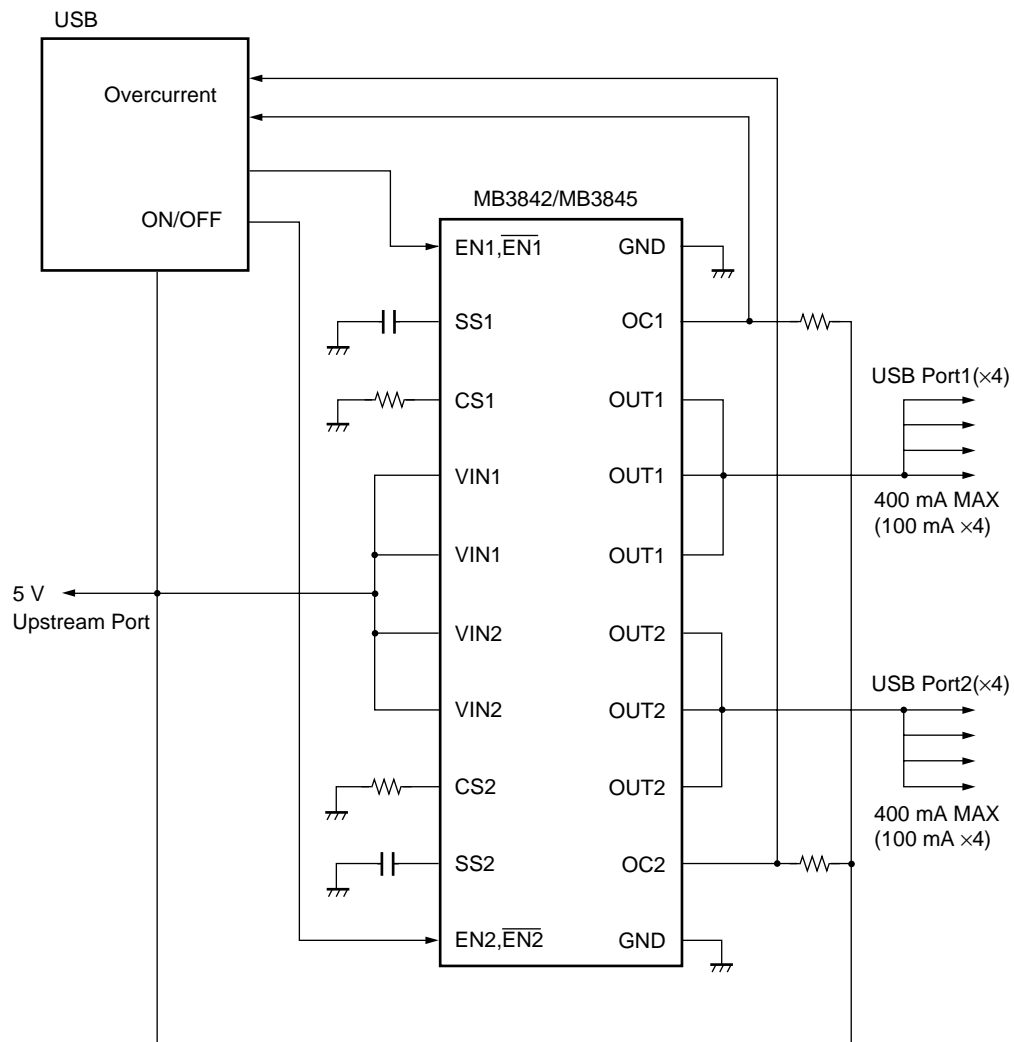 USB
Overcurrent
ON/OFF
MB3842/MB3845
EN1,E̅N̅1̅
GND
SS1
OC1
USB Port1(×4)
CS1
OUT1
VIN1
OUT1
400 mA MAX
(100 mA ×4)
VIN1
OUT1
5 V
Upstream Port
VIN2
OUT2
USB Port2(×4)
VIN2
OUT2
CS2
OUT2
400 mA MAX
(100 mA ×4)
SS2
OC2
EN2,E̅N̅2̅
GND